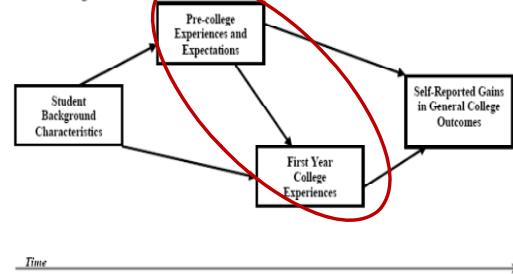 Pre-college
Experiences and
Expectations
Student
Background
Characteristics
Self-Reported Gains
in General College
Outcomes
First Year
College
Experiences
Time